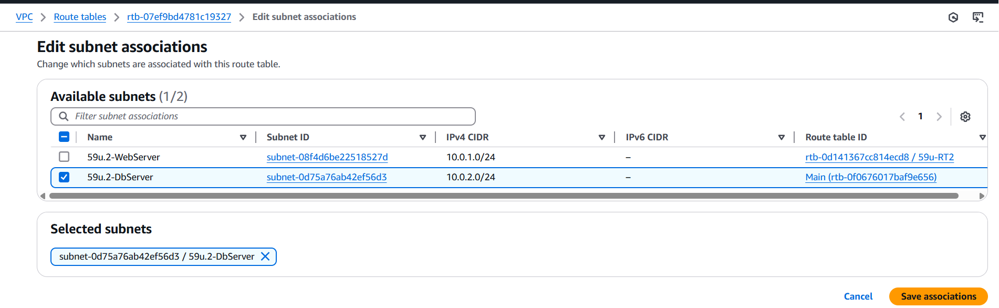 VPC > Route tables > rtb-07ef9bd4781c19327 > Edit subnet associations
Edit subnet associations
Change which subnets are associated with this route table.
Available subnets (1/2)
Filter subnet associations
1
Name Subnet ID IPv4 CIDR IPv6 CIDR Route table ID
59u.2-WebServer subnet-08f4d6be22518527d 10.0.1.0/24 – rtb-0d141367cc814ecd8 / 59u-RT2
59u.2-DbServer subnet-0d75a76ab42ef56d3 10.0.2.0/24 – Main (rtb-0f0676017baf9e656)
Selected subnets
subnet-0d75a76ab42ef56d3 / 59u.2-DbServer
Cancel Save associations